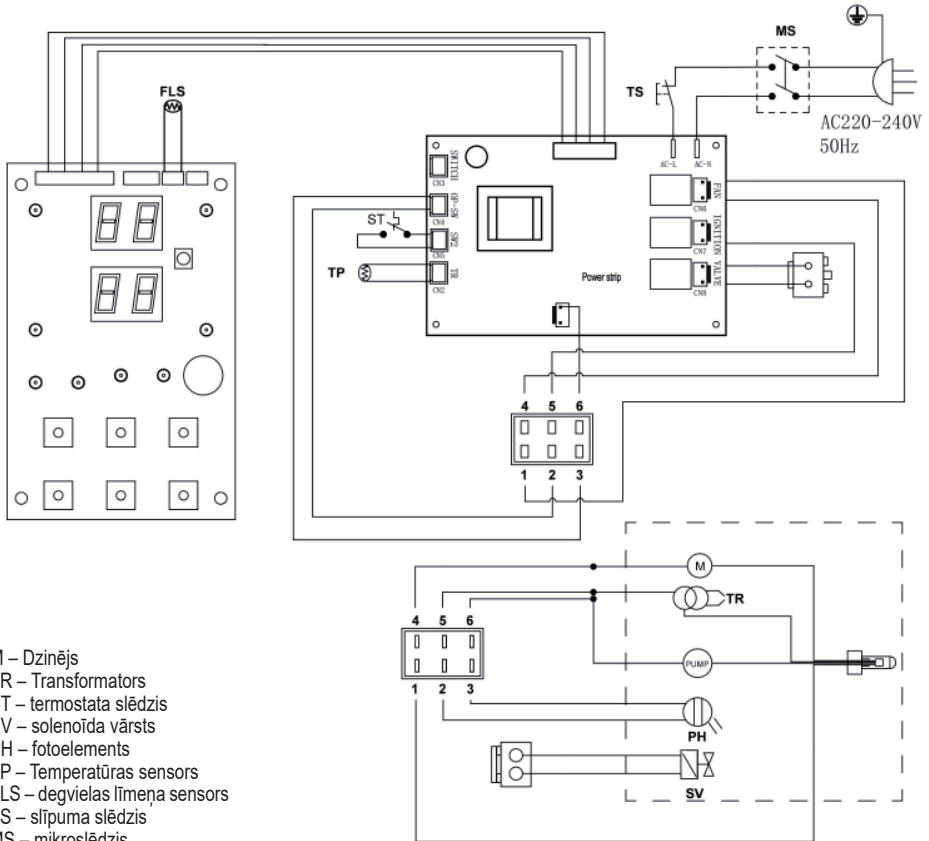 MS
FLS
TS
AC220-240V
50Hz
AC-L
AC-N
SWITCH
CN3
OP-SW
CN4
ST
SW2
CN5
TP
TR
CN2
FAN
CN6
IGNITION
CN7
VALVE
CN8
Power strip
4 5 6
1 2 3
M
TR
4 5 6
PUMP
1 2 3
PH
SV
– Dzinējs
R – Transformators
T – termostata slēdzis
V – solenoīda vārsts
H – fotoelements
P – Temperatūras sensors
LS – degvielas līmeņa sensors
S – slīpuma slēdzis
MS – mikroslēdzis